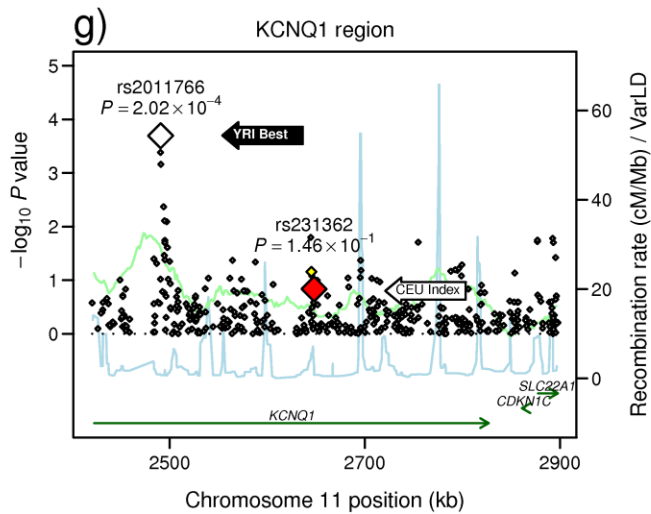 g)
KCNQ1 region
rs2011766
P = 2.02×10⁻⁴
YRI Best
rs231362
P = 1.46×10⁻¹
CEU Index
5
4
3
2
1
0
−log₁₀ P value
60
40
20
0
Recombination rate (cM/Mb) / VarLD
SLC22A1
CDKN1C
KCNQ1
2500
2700
2900
Chromosome 11 position (kb)